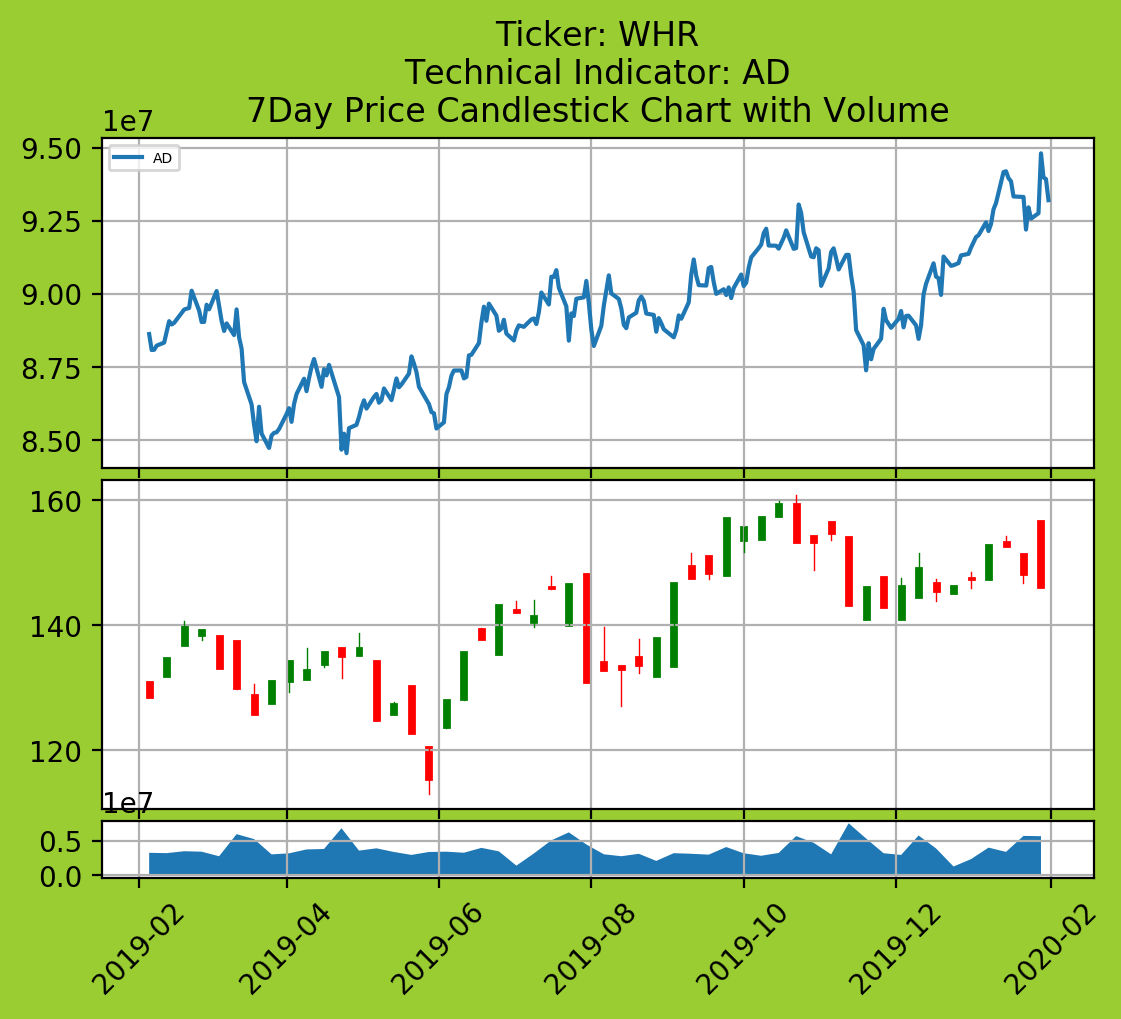 Ticker: WHR
Technical Indicator: AD
7Day Price Candlestick Chart with Volume
1e7
AD
9.50
9.25
9.00
8.75
8.50
160
140
120
1e7
0.5
0.0
2019-02 2019-04 2019-06 2019-08 2019-10 2019-12 2020-02